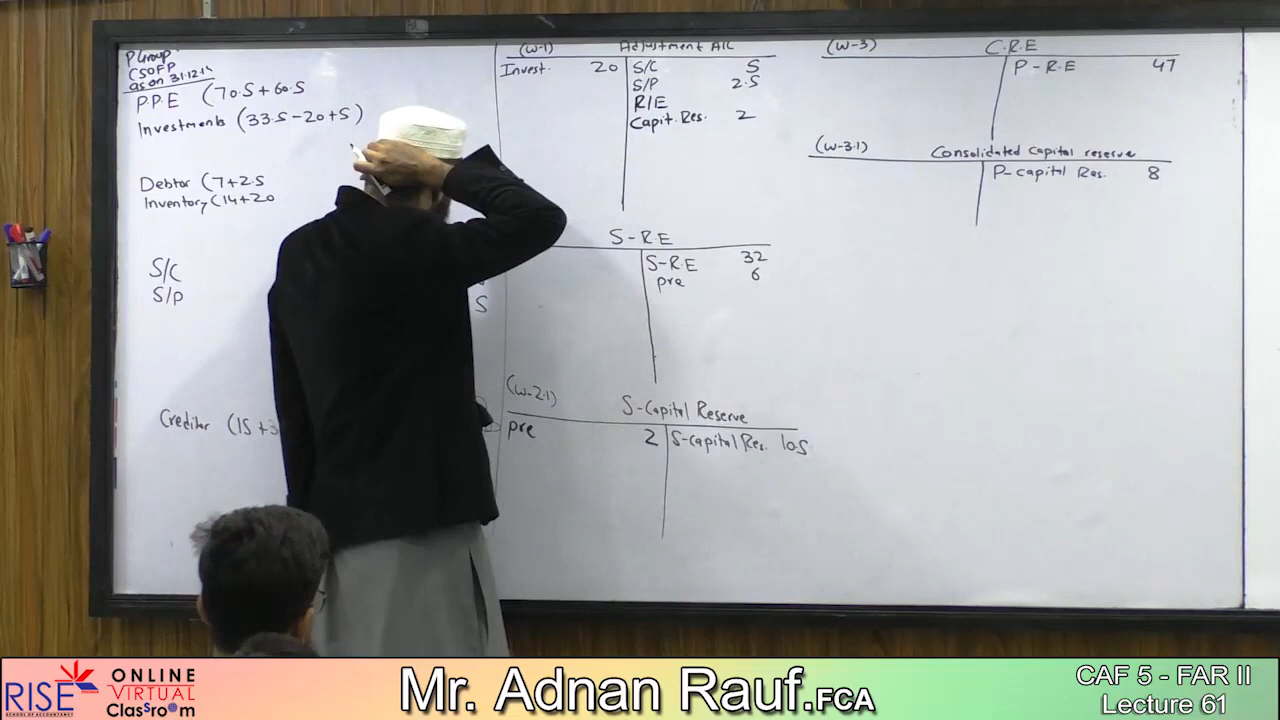 P Group
CSOFP
as on 31.12.1
P.P.E (70.5 + 60.5
Investments (33.5 - 20 + 5)
Debtor (7 + 2.5
Inventory (14 + 20
S/C
S/P
5
Creditor (15 + 3
(W-1) Adjustment A/C
Invest. 20 S/C 5
S/P 2.5
R/E
Capit. Res. 2
S-R.E
S-R.E 32
pre 6
(W-2.1) S-Capital Reserve
pre 2 S-capital Res. 10.5
(W-3) C.R.E
P-R.E 47
(W-3.1) Consolidated Capital reserve
P-capital Res. 8
RISE
SCHOOL OF ACCOUNTANCY
ONLINE
VIRTUAL
Classroom
Mr. Adnan Rauf.FCA
CAF 5 - FAR II
Lecture 61